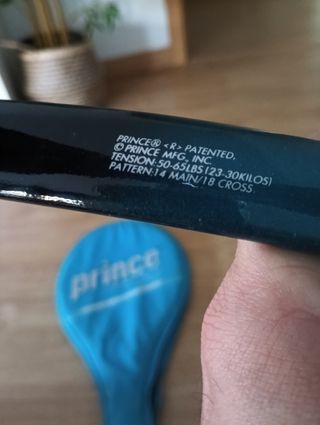 PRINCE® <R> PATENTED.
© PRINCE MFG, INC.
TENSION:50-65LBS(23-30KILOS)
PATTERN:14 MAIN/18 CROSS
prince